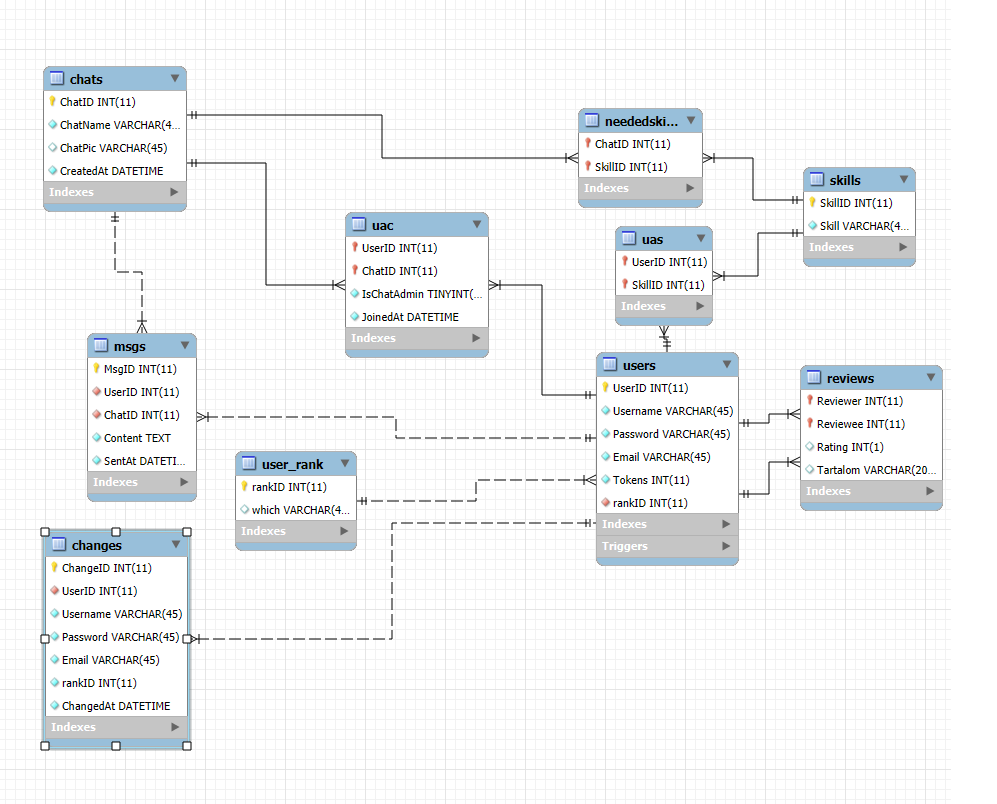 chats
ChatID INT(11)
ChatName VARCHAR(4...
ChatPic VARCHAR(45)
CreatedAt DATETIME
Indexes
neededski...
ChatID INT(11)
SkillID INT(11)
Indexes
skills
SkillID INT(11)
Skill VARCHAR(4...
Indexes
uac
UserID INT(11)
ChatID INT(11)
IsChatAdmin TINYINT(...
JoinedAt DATETIME
Indexes
uas
UserID INT(11)
SkillID INT(11)
Indexes
msgs
MsgID INT(11)
UserID INT(11)
ChatID INT(11)
Content TEXT
SentAt DATETI...
Indexes
users
UserID INT(11)
Username VARCHAR(45)
Password VARCHAR(45)
Email VARCHAR(45)
Tokens INT(11)
rankID INT(11)
Indexes
Triggers
reviews
Reviewer INT(11)
Reviewee INT(11)
Rating INT(1)
Tartalom VARCHAR(20...
Indexes
user_rank
rankID INT(11)
which VARCHAR(4...
Indexes
changes
ChangeID INT(11)
UserID INT(11)
Username VARCHAR(45)
Password VARCHAR(45)
Email VARCHAR(45)
rankID INT(11)
ChangedAt DATETIME
Indexes